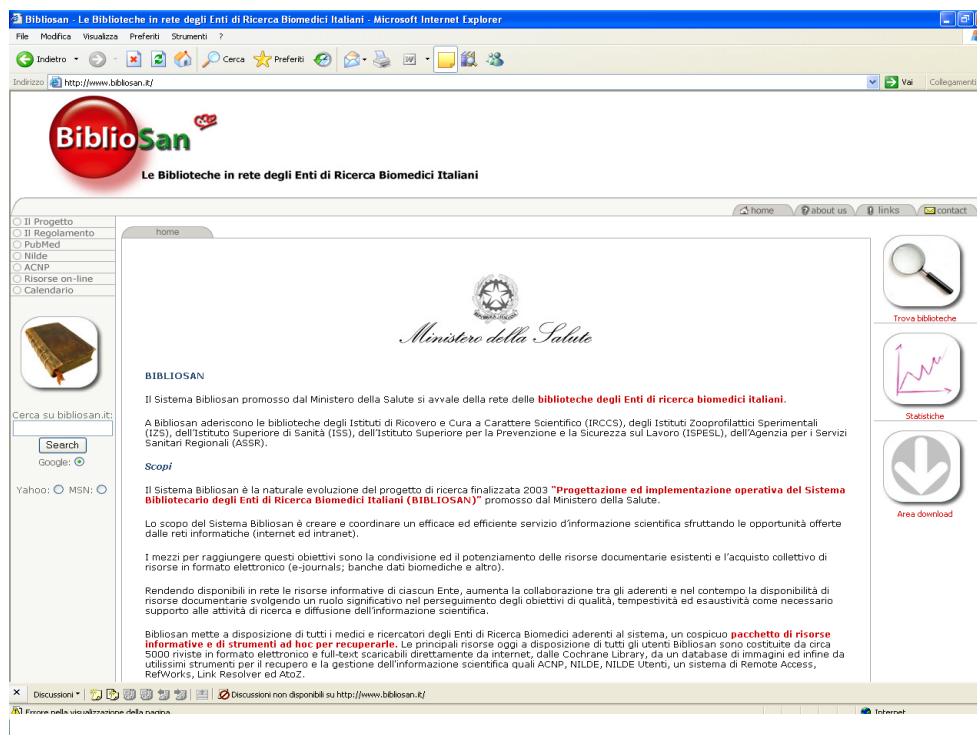 Bibliosan - Le Biblioteche in rete degli Enti di Ricerca Biomedici Italiani - Microsoft Internet Explorer
File Modifica Visualizza Preferiti Strumenti ?
Indietro Cerca Preferiti
Indirizzo http://www.bibliosan.it/ Vai Collegamenti
BiblioSan
Le Biblioteche in rete degli Enti di Ricerca Biomedici Italiani
home about us links contact
Il Progetto
Il Regolamento
PubMed
Nilde
ACNP
Risorse on-line
Calendario
Cerca su bibliosan.it:
Search
Google:
Yahoo: MSN:
home
Ministero della Salute
BIBLIOSAN
Il Sistema Bibliosan promosso dal Ministero della Salute si avvale della rete delle biblioteche degli Enti di ricerca biomedici italiani.
A Bibliosan aderiscono le biblioteche degli Istituti di Ricovero e Cura a Carattere Scientifico (IRCCS), degli Istituti Zooprofilattici Sperimentali
(IZS), dell'Istituto Superiore di Sanità (ISS), dell'Istituto Superiore per la Prevenzione e la Sicurezza sul Lavoro (ISPESL), dell'Agenzia per i Servizi
Sanitari Regionali (ASSR).
Scopi
Il Sistema Bibliosan è la naturale evoluzione del progetto di ricerca finalizzata 2003 "Progettazione ed implementazione operativa del Sistema
Bibliotecario degli Enti di Ricerca Biomedici Italiani (BIBLIOSAN)" promosso dal Ministero della Salute.
Lo scopo del Sistema Bibliosan è creare e coordinare un efficace ed efficiente servizio d'informazione scientifica sfruttando le opportunità offerte
dalle reti informatiche (internet ed intranet).
I mezzi per raggiungere questi obiettivi sono la condivisione ed il potenziamento delle risorse documentarie esistenti e l'acquisto collettivo di
risorse in formato elettronico (e-journals; banche dati biomediche e altro).
Rendendo disponibili in rete le risorse informative di ciascun Ente, aumenta la collaborazione tra gli aderenti e nel contempo la disponibilità di
risorse documentarie svolgendo un ruolo significativo nel perseguimento degli obiettivi di qualità, tempestività ed esaustività come necessario
supporto alle attività di ricerca e diffusione dell'informazione scientifica.
Bibliosan mette a disposizione di tutti i medici e ricercatori degli Enti di Ricerca Biomedici aderenti al sistema, un cospicuo pacchetto di risorse
informative e di strumenti ad hoc per recuperarle. Le principali risorse oggi a disposizione di tutti gli utenti Bibliosan sono costituite da circa
5000 riviste in formato elettronico e full-text scaricabili direttamente da internet, dalle Cochrane Library, da un database di immagini ed infine da
utilissimi strumenti per il recupero e la gestione dell'informazione scientifica quali ACNP, NILDE, NILDE Utenti, un sistema di Remote Access,
RefWorks, Link Resolver ed AtoZ.
Trova biblioteche
Statistiche
Area download
Discussioni Discussioni non disponibili su http://www.bibliosan.it/
Errore nella visualizzazione della pagina. Internet